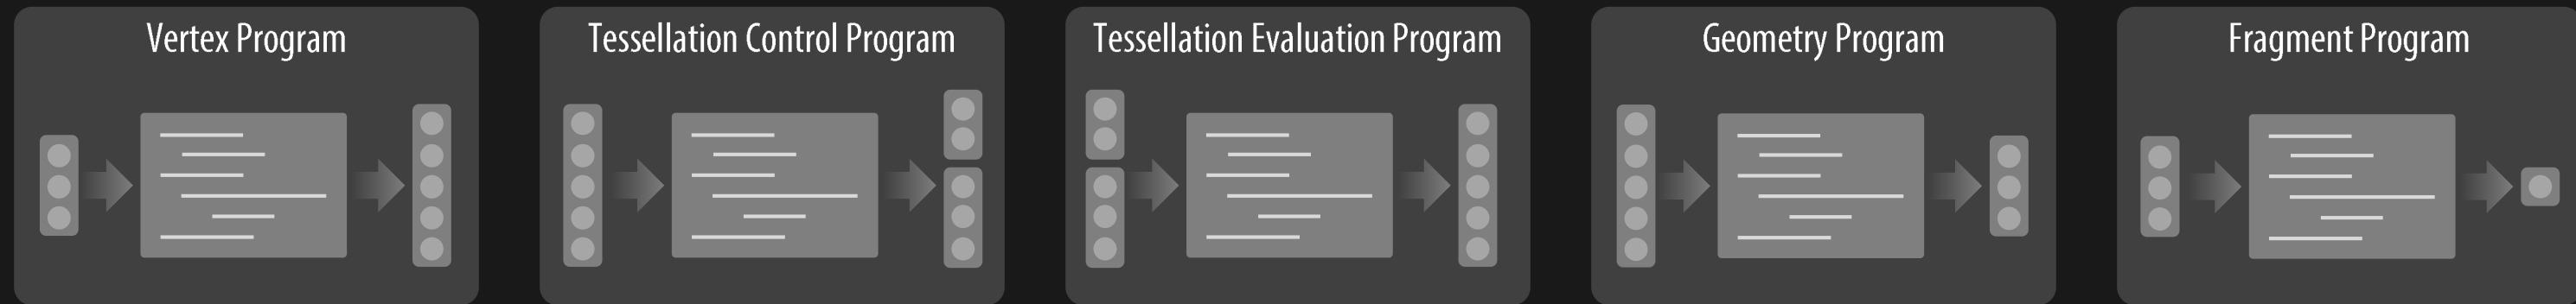 Vertex Program
Tessellation Control Program
Tessellation Evaluation Program
Geometry Program
Fragment Program